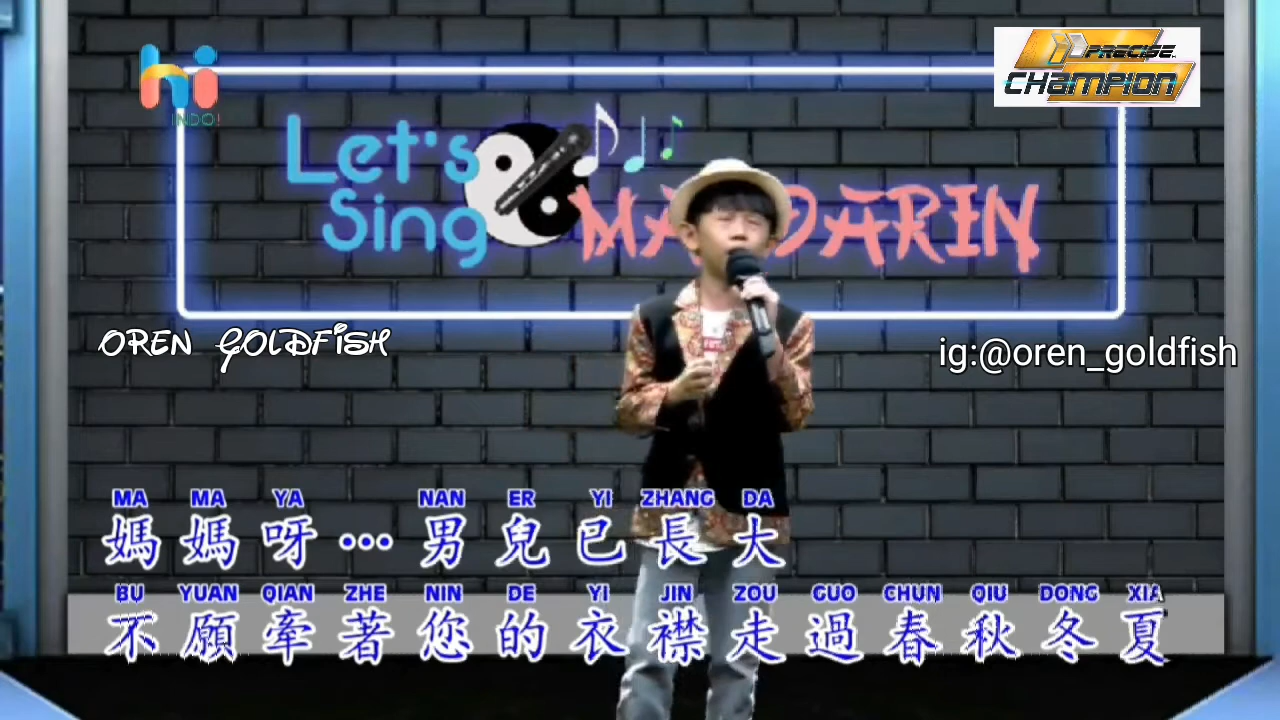 hi
INDO!
PRECISE
CHAMPION
Let's
Sing
MANDARIN
OREN GOLDFISH
ig:@oren_goldfish
MA MA YA NAN ER YI ZHANG DA
媽媽呀…男兒已長大
BU YUAN QIAN ZHE NIN DE YI JIN ZOU GUO CHUN QIU DONG XIA
不願牽著您的衣襟走過春秋冬夏